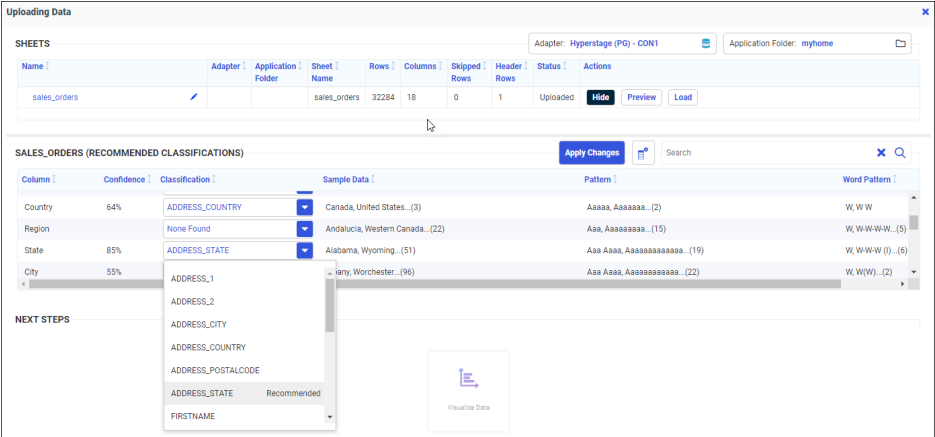 Uploading Data
SHEETS
Adapter: Hyperstage (PG) - CON1
Application Folder: myhome
Name Adapter Application Folder Sheet Name Rows Columns Skipped Rows Header Rows Status Actions
sales_orders sales_orders 32284 18 0 1 Uploaded Hide Preview Load
SALES_ORDERS (RECOMMENDED CLASSIFICATIONS)
Apply Changes
Search
Column Confidence Classification Sample Data Pattern Word Pattern
Country 64% ADDRESS_COUNTRY Canada, United States...(3) Aaaaa, Aaaaaaa...(2) W, W W
Region None Found Andalucia, Western Canada...(22) Aaa, Aaaaaaaaa...(15) W, W-W-W-W...(5)
State 85% ADDRESS_STATE Alabama, Wyoming...(51) Aaa Aaaa, Aaaaaaaaaaaaa...(19) W, W-W-W (I)...(6)
City 55% any, Worchester...(96) Aaa Aaaa, Aaaaaaaaaaaa...(22) W, W(W)...(2)
ADDRESS_1
ADDRESS_2
ADDRESS_CITY
ADDRESS_COUNTRY
ADDRESS_POSTALCODE
ADDRESS_STATE Recommended
FIRSTNAME
NEXT STEPS
Visualize Data